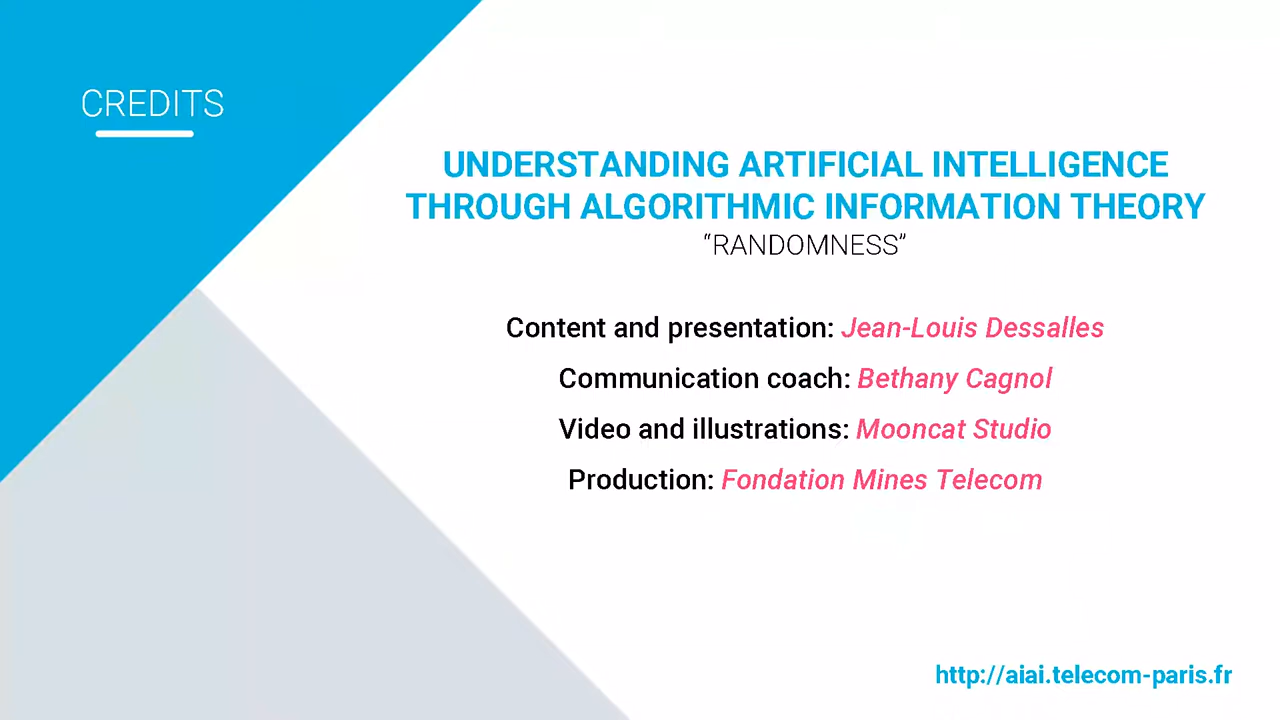 CREDITS
UNDERSTANDING ARTIFICIAL INTELLIGENCE
THROUGH ALGORITHMIC INFORMATION THEORY
“RANDOMNESS”
Content and presentation: Jean-Louis Dessalles
Communication coach: Bethany Cagnol
Video and illustrations: Mooncat Studio
Production: Fondation Mines Telecom
http://aiai.telecom-paris.fr